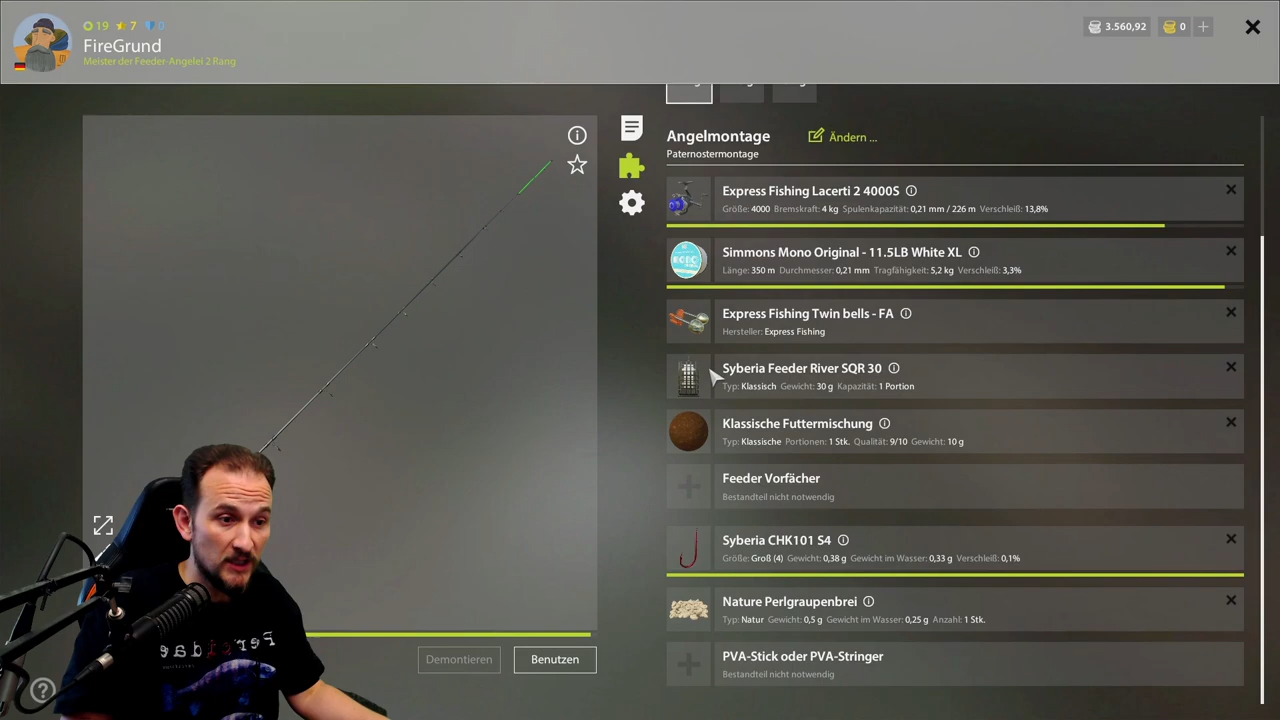 19 7 0
FireGrund
Meister der Feeder-Angelei 2 Rang
3.560,92
0
Angelmontage
Ändern ...
Paternostermontage
Express Fishing Lacerti 2 4000S
Größe: 4000 Bremskraft: 4 kg Spulenkapazität: 0,21 mm / 226 m Verschleiß: 13,8%
Simmons Mono Original - 11.5LB White XL
Länge: 350 m Durchmesser: 0,21 mm Tragfähigkeit: 5,2 kg Verschleiß: 3,3%
Express Fishing Twin bells - FA
Hersteller: Express Fishing
Syberia Feeder River SQR 30
Typ: Klassisch Gewicht: 30 g Kapazität: 1 Portion
Klassische Futtermischung
Typ: Klassische Portionen: 1 Stk. Qualität: 9/10 Gewicht: 10 g
Feeder Vorfächer
Bestandteil nicht notwendig
Syberia CHK101 S4
Größe: Groß (4) Gewicht: 0,38 g Gewicht im Wasser: 0,33 g Verschleiß: 0,1%
Nature Perlgraupenbrei
Typ: Natur Gewicht: 0,5 g Gewicht im Wasser: 0,25 g Anzahl: 1 Stk.
PVA-Stick oder PVA-Stringer
Bestandteil nicht notwendig
Demontieren
Benutzen